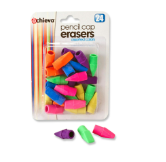 achieva
24
pencil cap
erasers